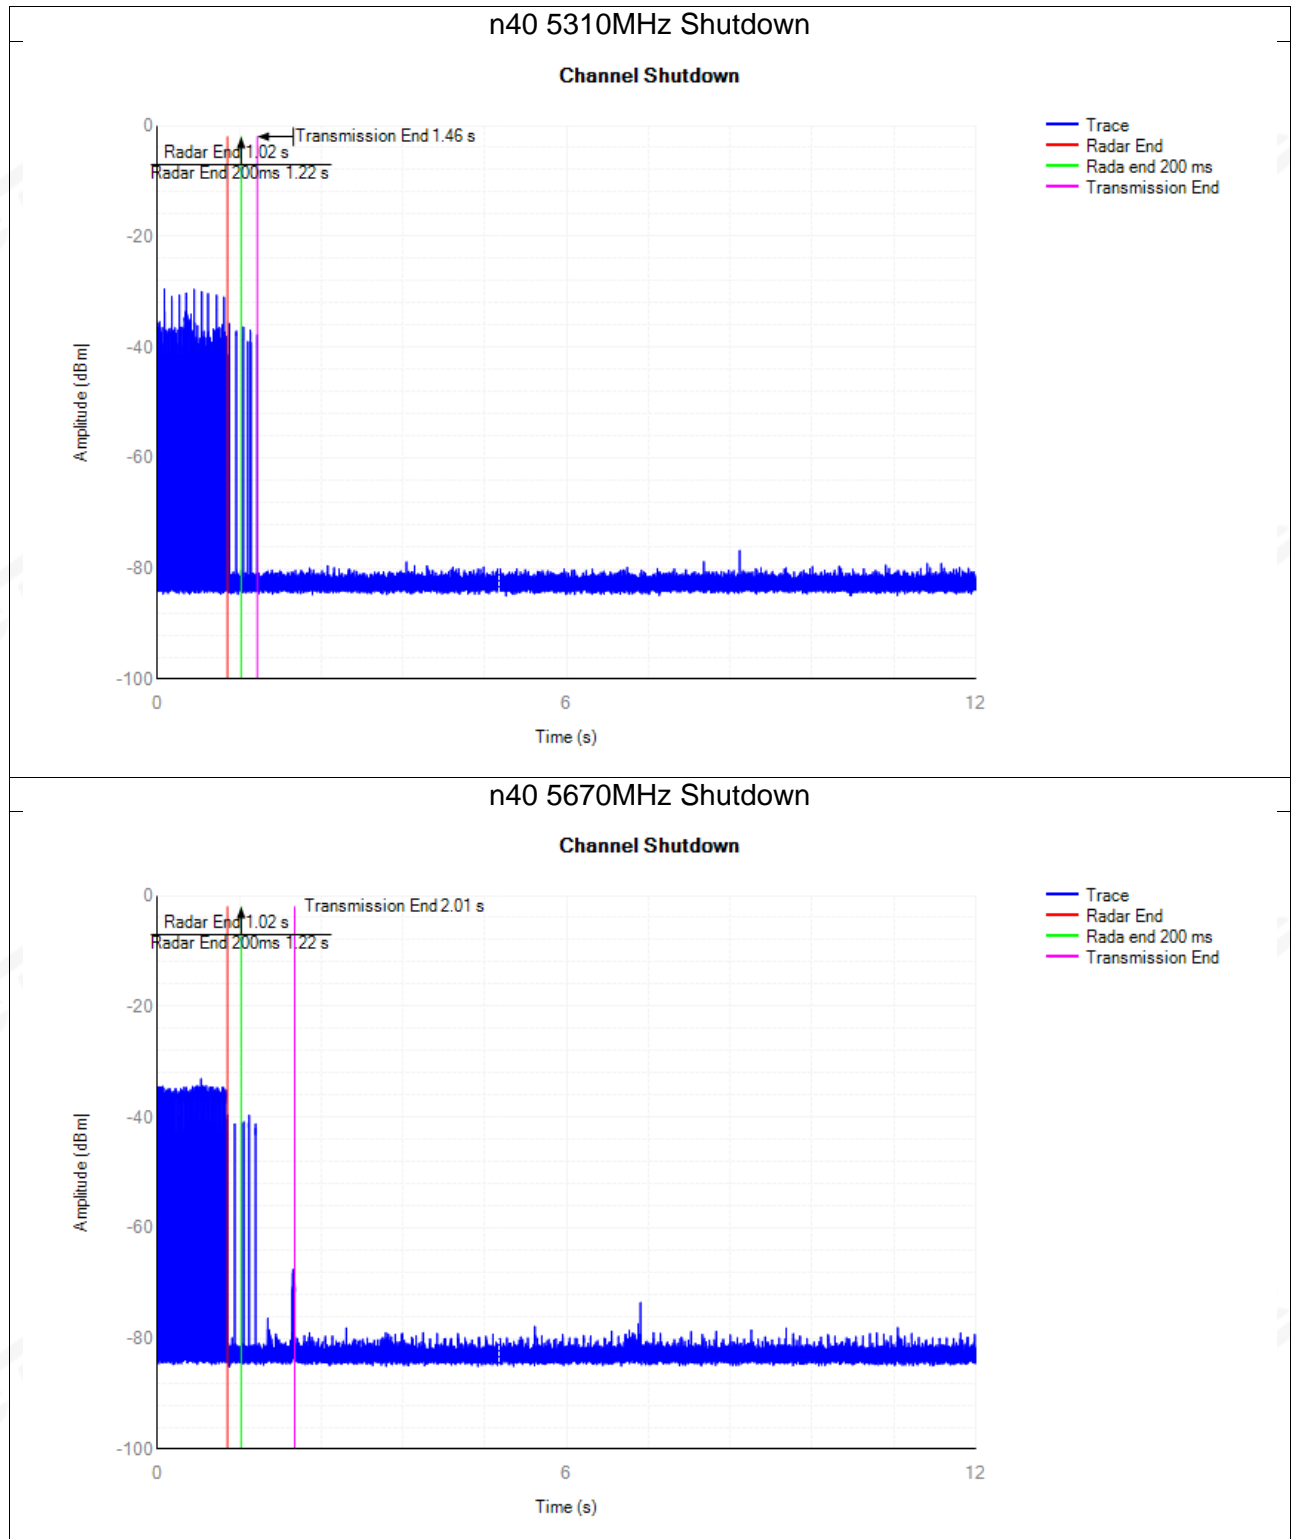 n40 5310MHz Shutdown
Channel Shutdown
Transmission End 1.46 s
Radar End 1.02 s
Radar End 200ms 1.22 s
Trace
Radar End
Rada end 200 ms
Transmission End
0
-20
-40
-60
-80
-100
Amplitude (dBm)
0 6 12
Time (s)
n40 5670MHz Shutdown
Channel Shutdown
Transmission End 2.01 s
Radar End 1.02 s
Radar End 200ms 1.22 s
Trace
Radar End
Rada end 200 ms
Transmission End
0
-20
-40
-60
-80
-100
Amplitude (dBm)
0 6 12
Time (s)